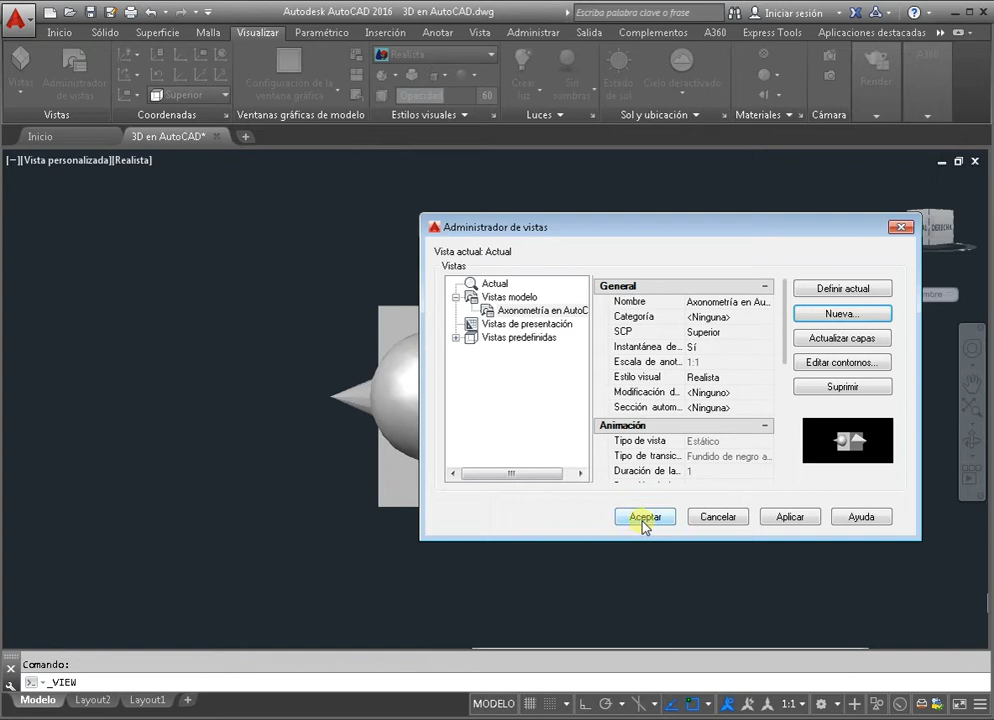 Autodesk AutoCAD 2016 3D en AutoCAD.dwg
Escriba palabra clave o frase
Iniciar sesión
Inicio Sólido Superficie Malla Visualizar Paramétrico Inserción Anotar Vista Administrar Salida Complementos A360 Express Tools Aplicaciones destacadas
Vistas
Administrador de vistas
Superior
Configuración de la ventana gráfica
Realista
Opacidad 60
Crear luz
Sin sombras
Estado de sol
Cielo desactivado
Render
A360
Vistas Coordenadas Ventanas gráficas de modelo Estilos visuales Luces Sol y ubicación Materiales Cámara
Inicio 3D en AutoCAD*
[−][Vista personalizada][Realista]
DERECHA
Administrador de vistas
Vista actual: Actual
Vistas
Actual
Vistas modelo
Axonometría en AutoC
Vistas de presentación
Vistas predefinidas
General
Nombre Axonometría en Au...
Categoría <Ninguna>
SCP Superior
Instantánea de... Sí
Escala de anot... 1:1
Estilo visual Realista
Modificación d... <Ninguno>
Sección autom... <Ninguna>
Animación
Tipo de vista Estático
Tipo de transic... Fundido de negro a...
Duración de la... 1
Definir actual
Nueva...
Actualizar capas
Editar contornos...
Suprimir
Aceptar Cancelar Aplicar Ayuda
Comando:
_VIEW
Modelo Layout2 Layout1
MODELO 1:1